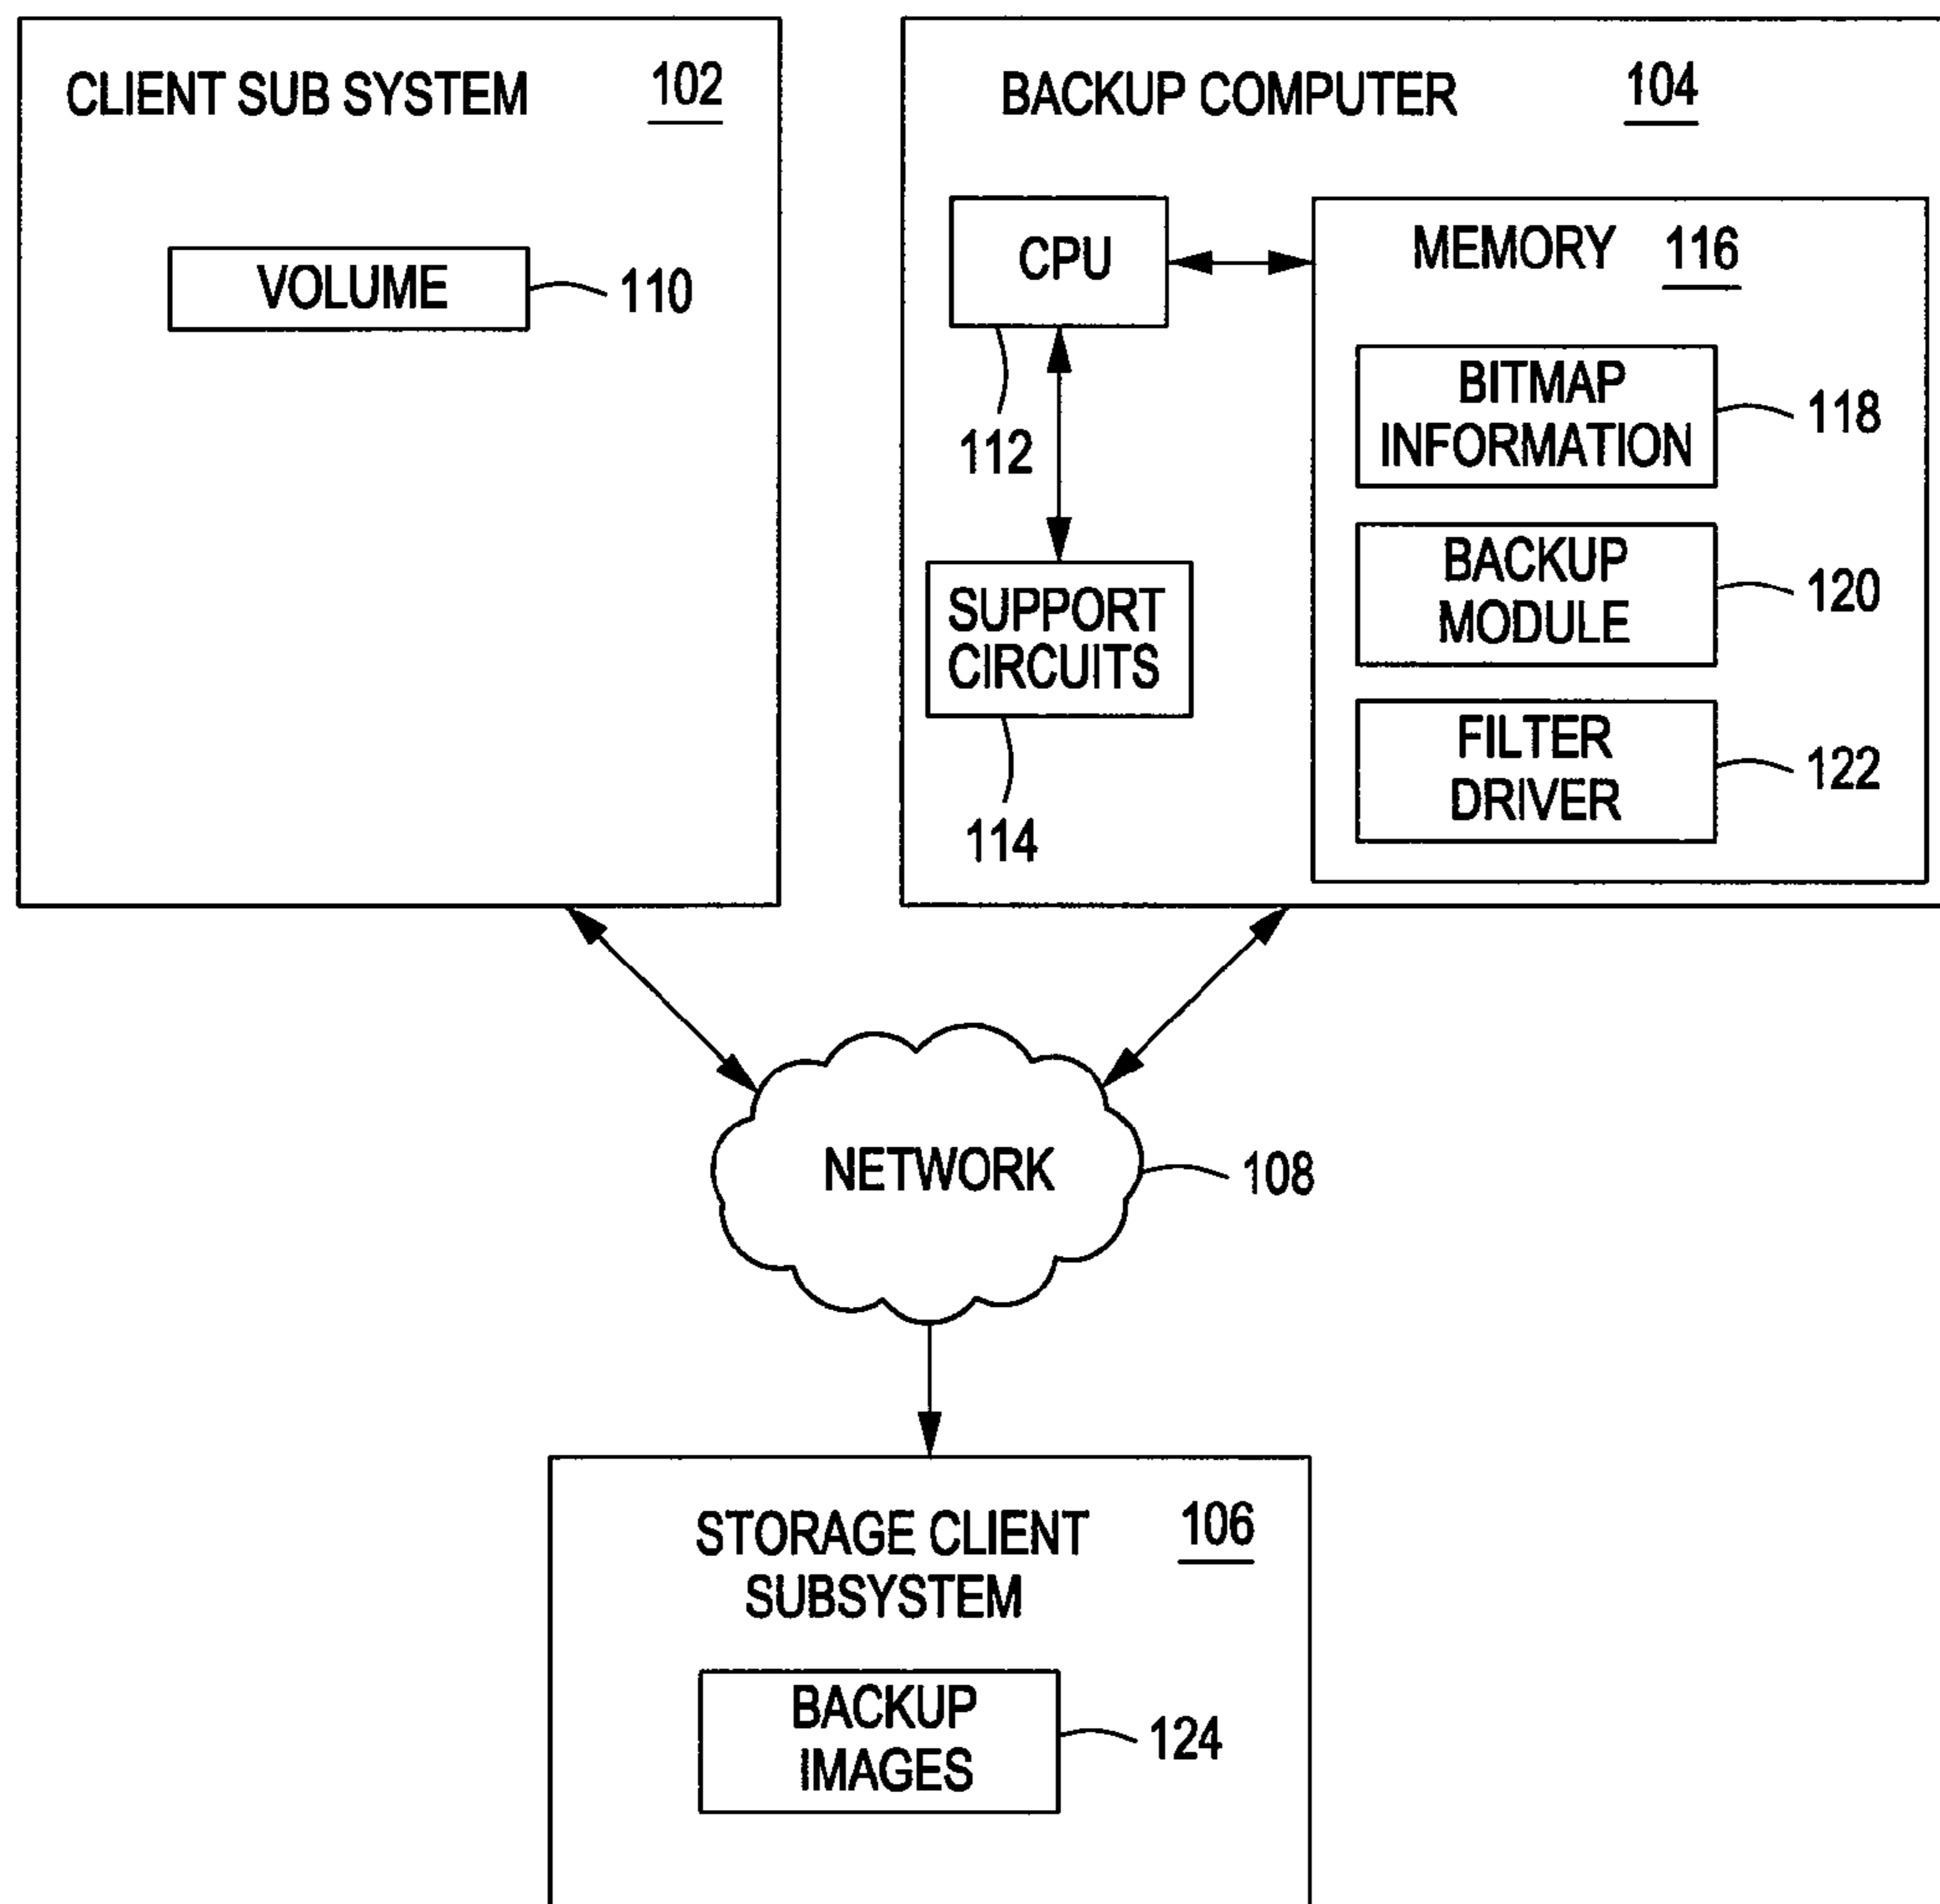 CLIENT SUB SYSTEM 102
VOLUME 110
BACKUP COMPUTER 104
CPU
112
SUPPORT
CIRCUITS
114
MEMORY 116
BITMAP
INFORMATION
118
BACKUP
MODULE
120
FILTER
DRIVER
122
NETWORK 108
STORAGE CLIENT
SUBSYSTEM
106
BACKUP
IMAGES
124